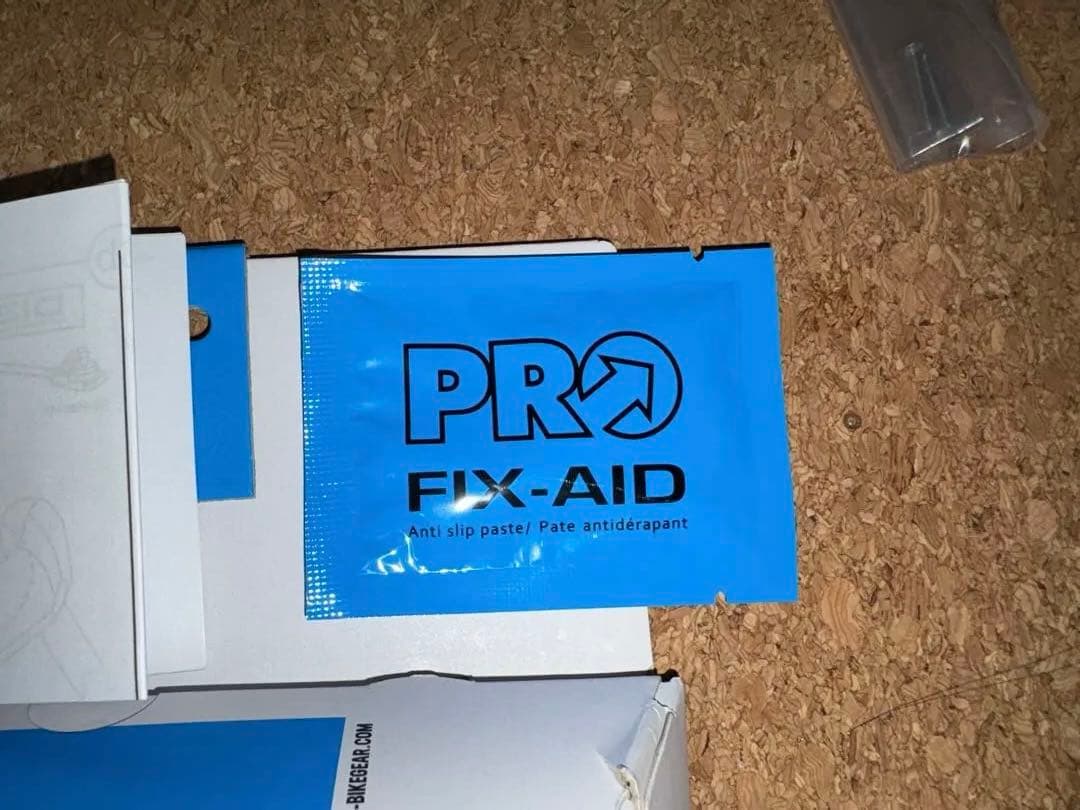 PRO
FIX-AID
Anti slip paste/ Pate antidérapant
-BIKEGEAR.COM